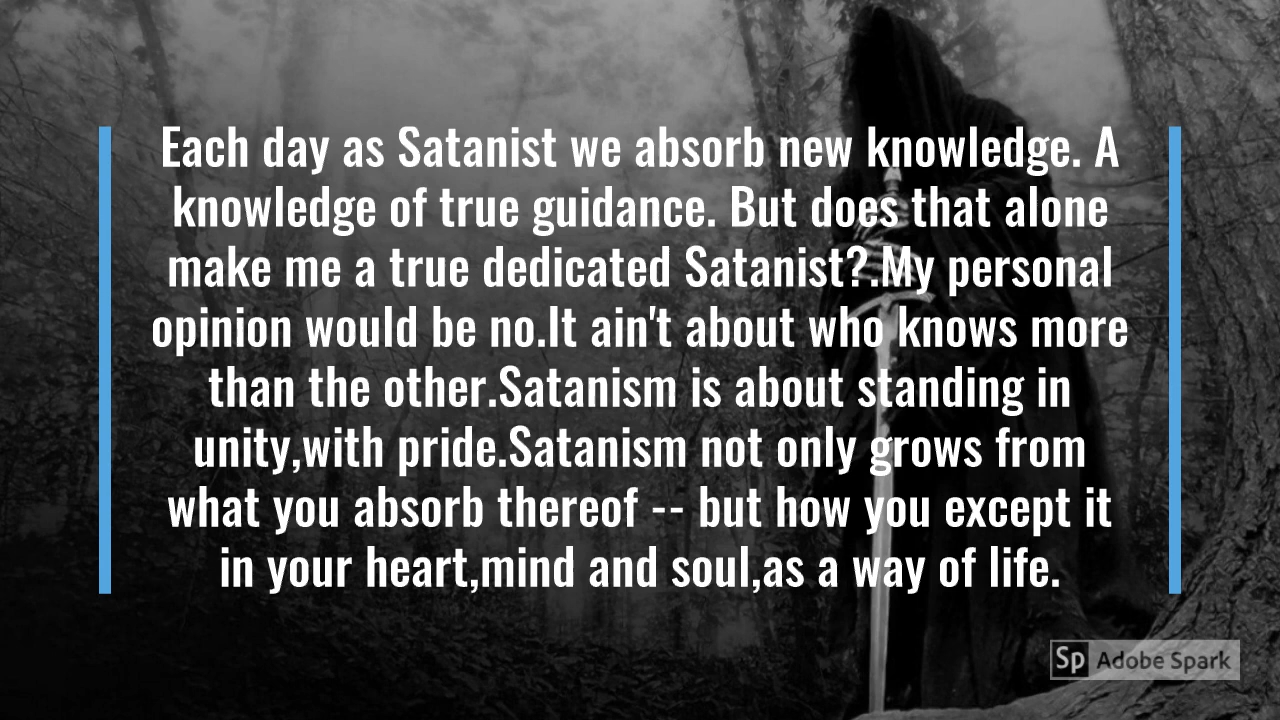 Each day as Satanist we absorb new knowledge. A
knowledge of true guidance. But does that alone
make me a true dedicated Satanist?.My personal
opinion would be no.It ain't about who knows more
than the other.Satanism is about standing in
unity,with pride.Satanism not only grows from
what you absorb thereof -- but how you except it
in your heart,mind and soul,as a way of life.
Sp Adobe Spark